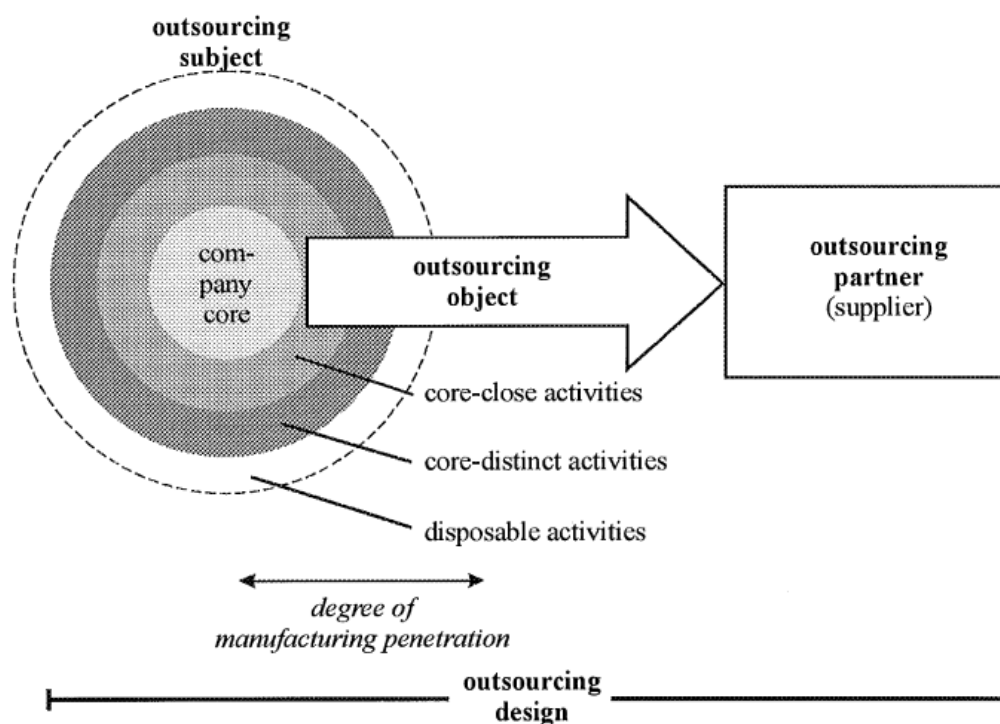 outsourcing
subject
com-
pany
core
outsourcing
object
outsourcing
partner
(supplier)
core-close activities
core-distinct activities
disposable activities
degree of
manufacturing penetration
outsourcing
design